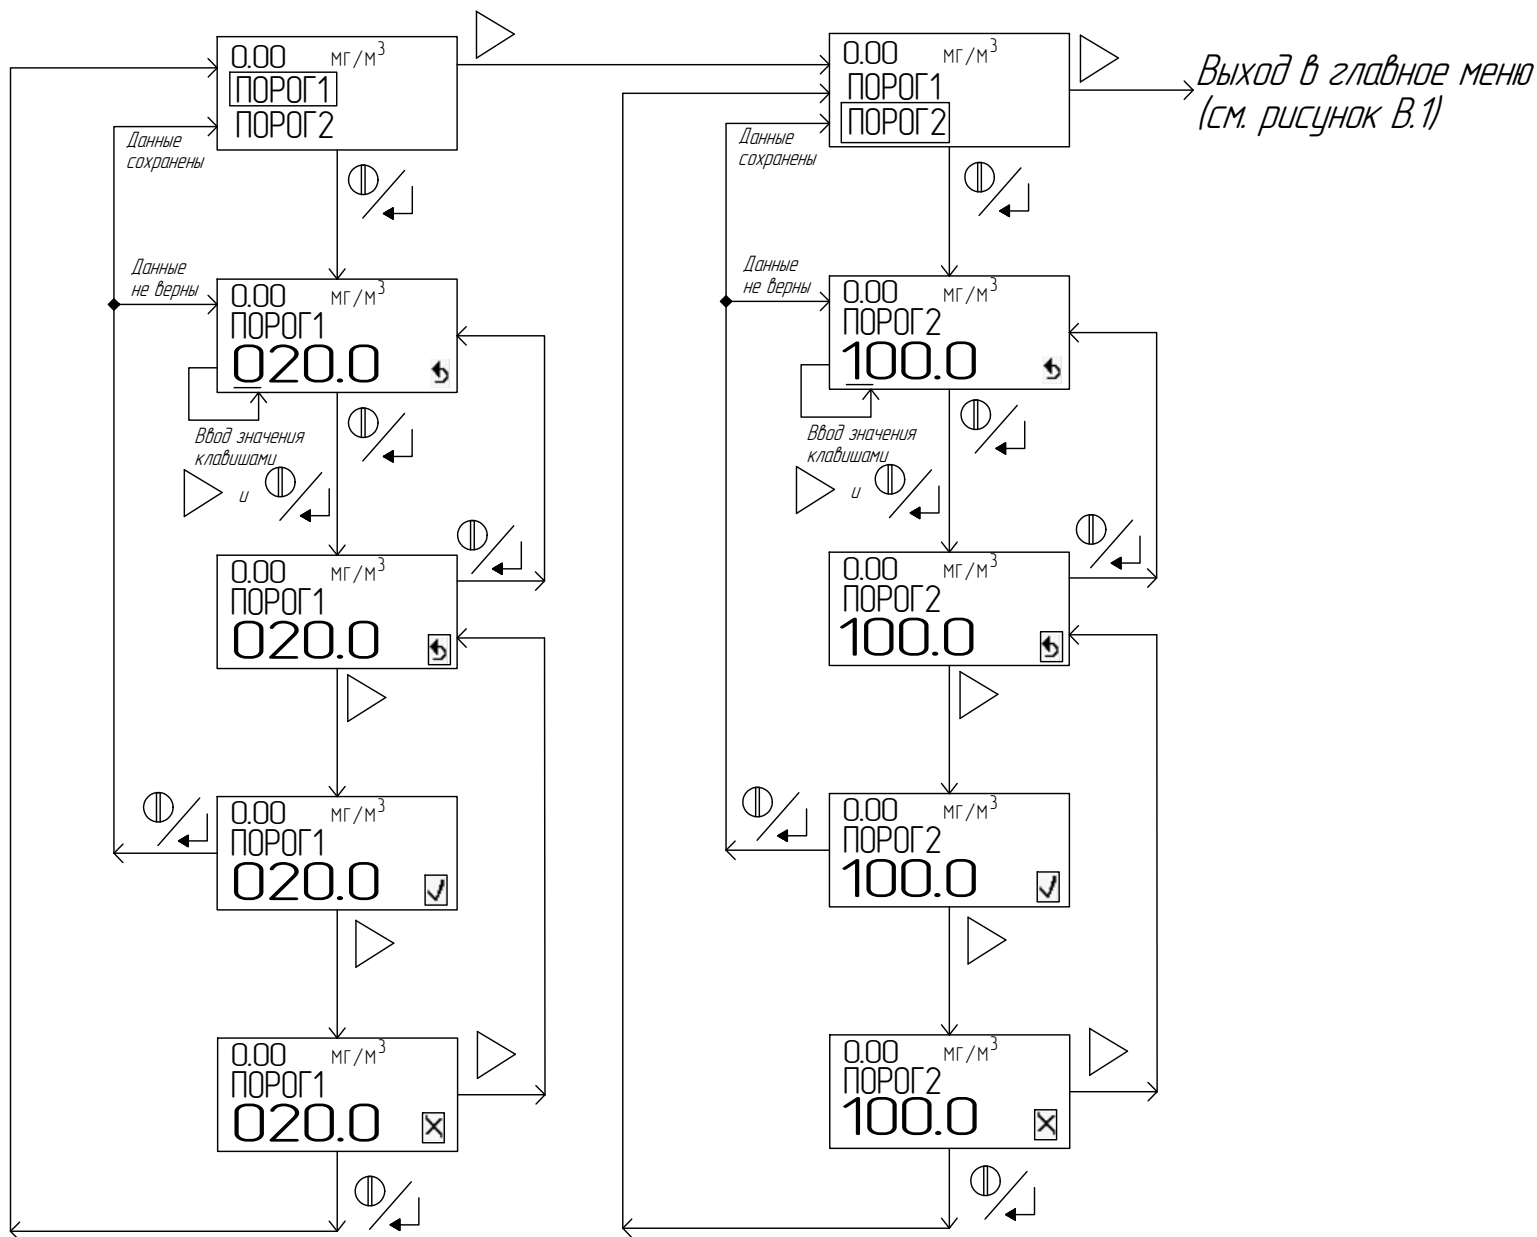 0.00 мг/м³
ПОРОГ1
ПОРОГ2
0.00 мг/м³
ПОРОГ1
ПОРОГ2
Выход в главное меню
(см. рисунок В.1)
Данные
сохранены
Данные
сохранены
Данные
не верны
0.00 мг/м³
ПОРОГ1
020.0
Данные
не верны
0.00 мг/м³
ПОРОГ2
100.0
Ввод значения
клавишами
и
Ввод значения
клавишами
и
0.00 мг/м³
ПОРОГ1
020.0
0.00 мг/м³
ПОРОГ2
100.0
0.00 мг/м³
ПОРОГ1
020.0
0.00 мг/м³
ПОРОГ2
100.0
0.00 мг/м³
ПОРОГ1
020.0
0.00 мг/м³
ПОРОГ2
100.0